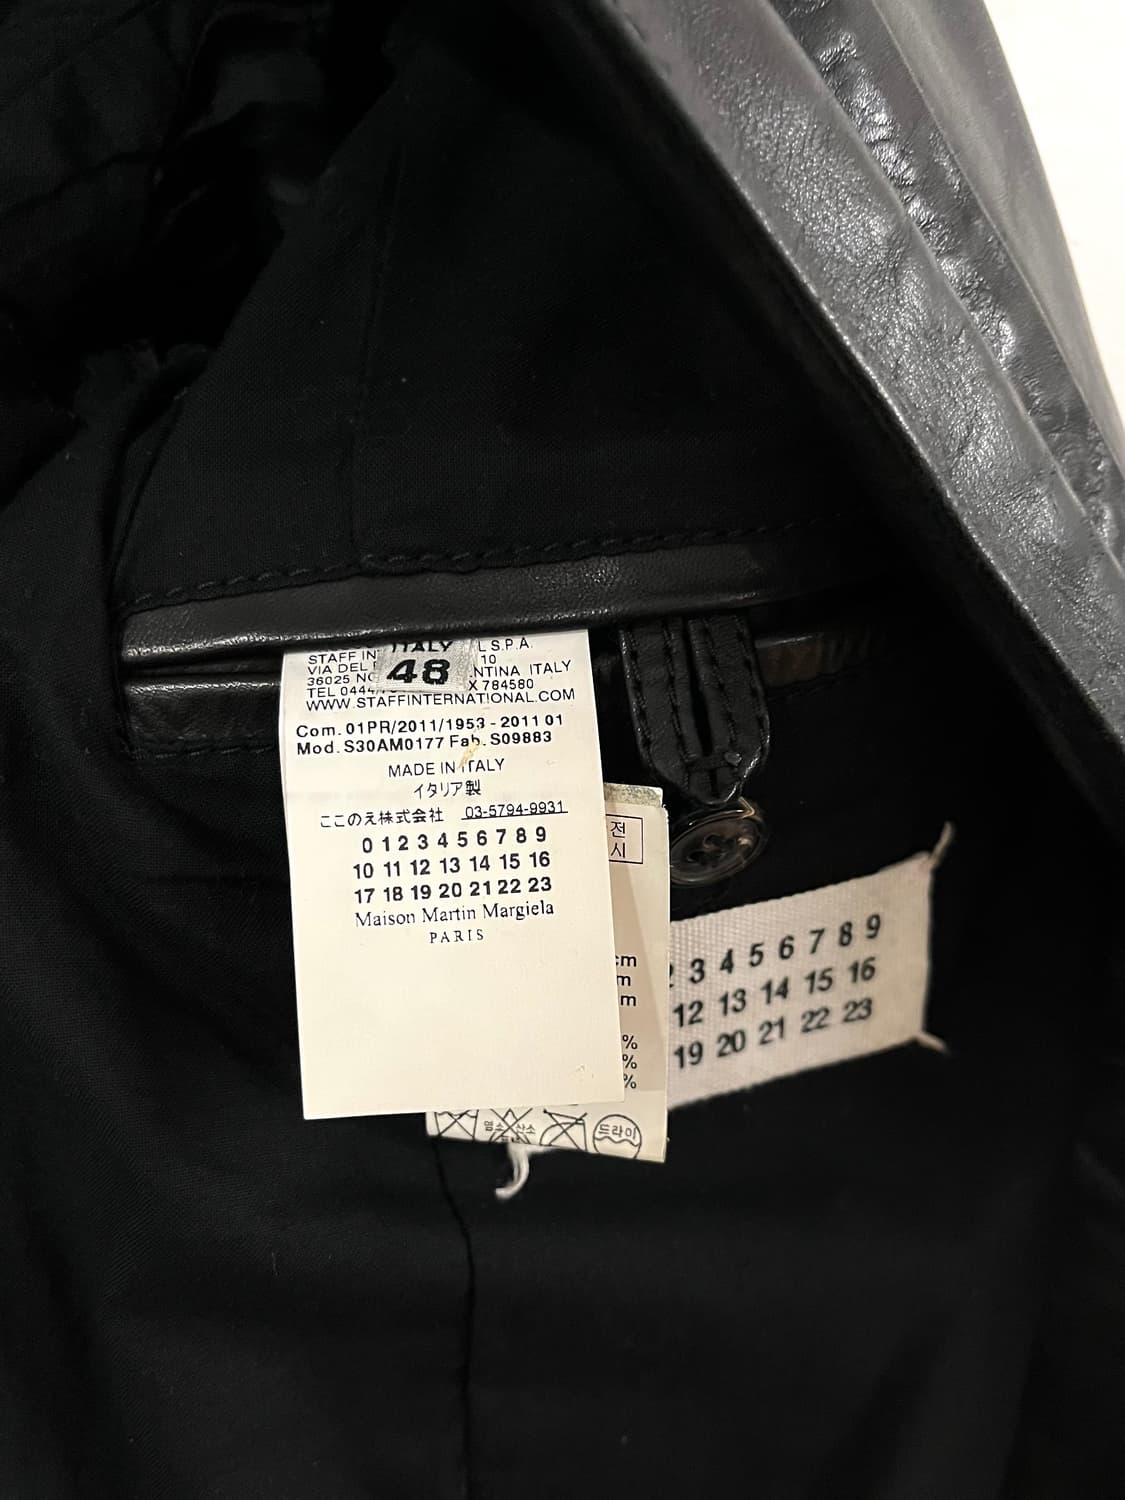 ITALY
48
STAFF IN L S.P.A.
VIA DEL 10
36025 NO NTINA ITALY
TEL 0444 X 784580
WWW.STAFFINTERNATIONAL.COM
Com. 01PR/2011/1953 - 2011 01
Mod. S30AM0177 Fab. S09883
MADE IN ITALY
イタリア製
ここのえ株式会社 03-5794-9931
0 1 2 3 4 5 6 7 8 9
10 11 12 13 14 15 16
17 18 19 20 21 22 23
Maison Martin Margiela
PARIS
전
시
cm
m
m
%
%
%
염소 산소
드라이
3 4 5 6 7 8 9
12 13 14 15 16
19 20 21 22 23